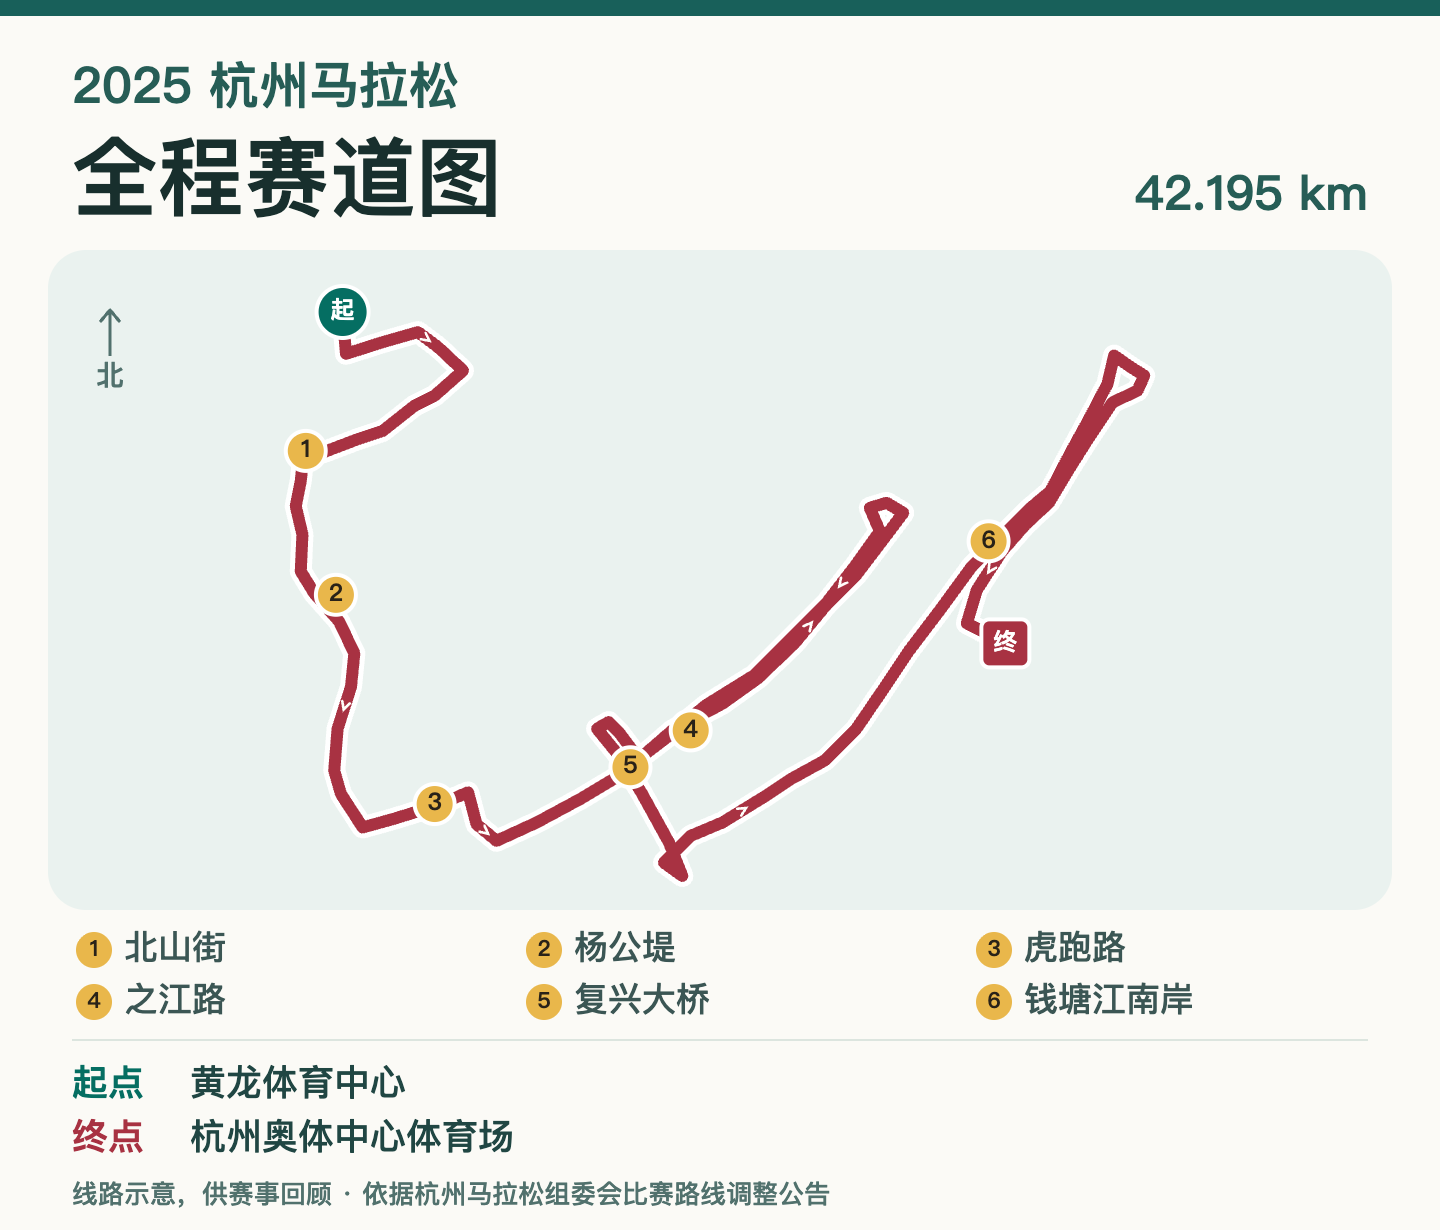 2025 杭州马拉松
全程赛道图
42.195 km
起
北
1
2
6
终
4
5
3
1 北山街
2 杨公堤
3 虎跑路
4 之江路
5 复兴大桥
6 钱塘江南岸
起点 黄龙体育中心
终点 杭州奥体中心体育场
线路示意，供赛事回顾 · 依据杭州马拉松组委会比赛路线调整公告